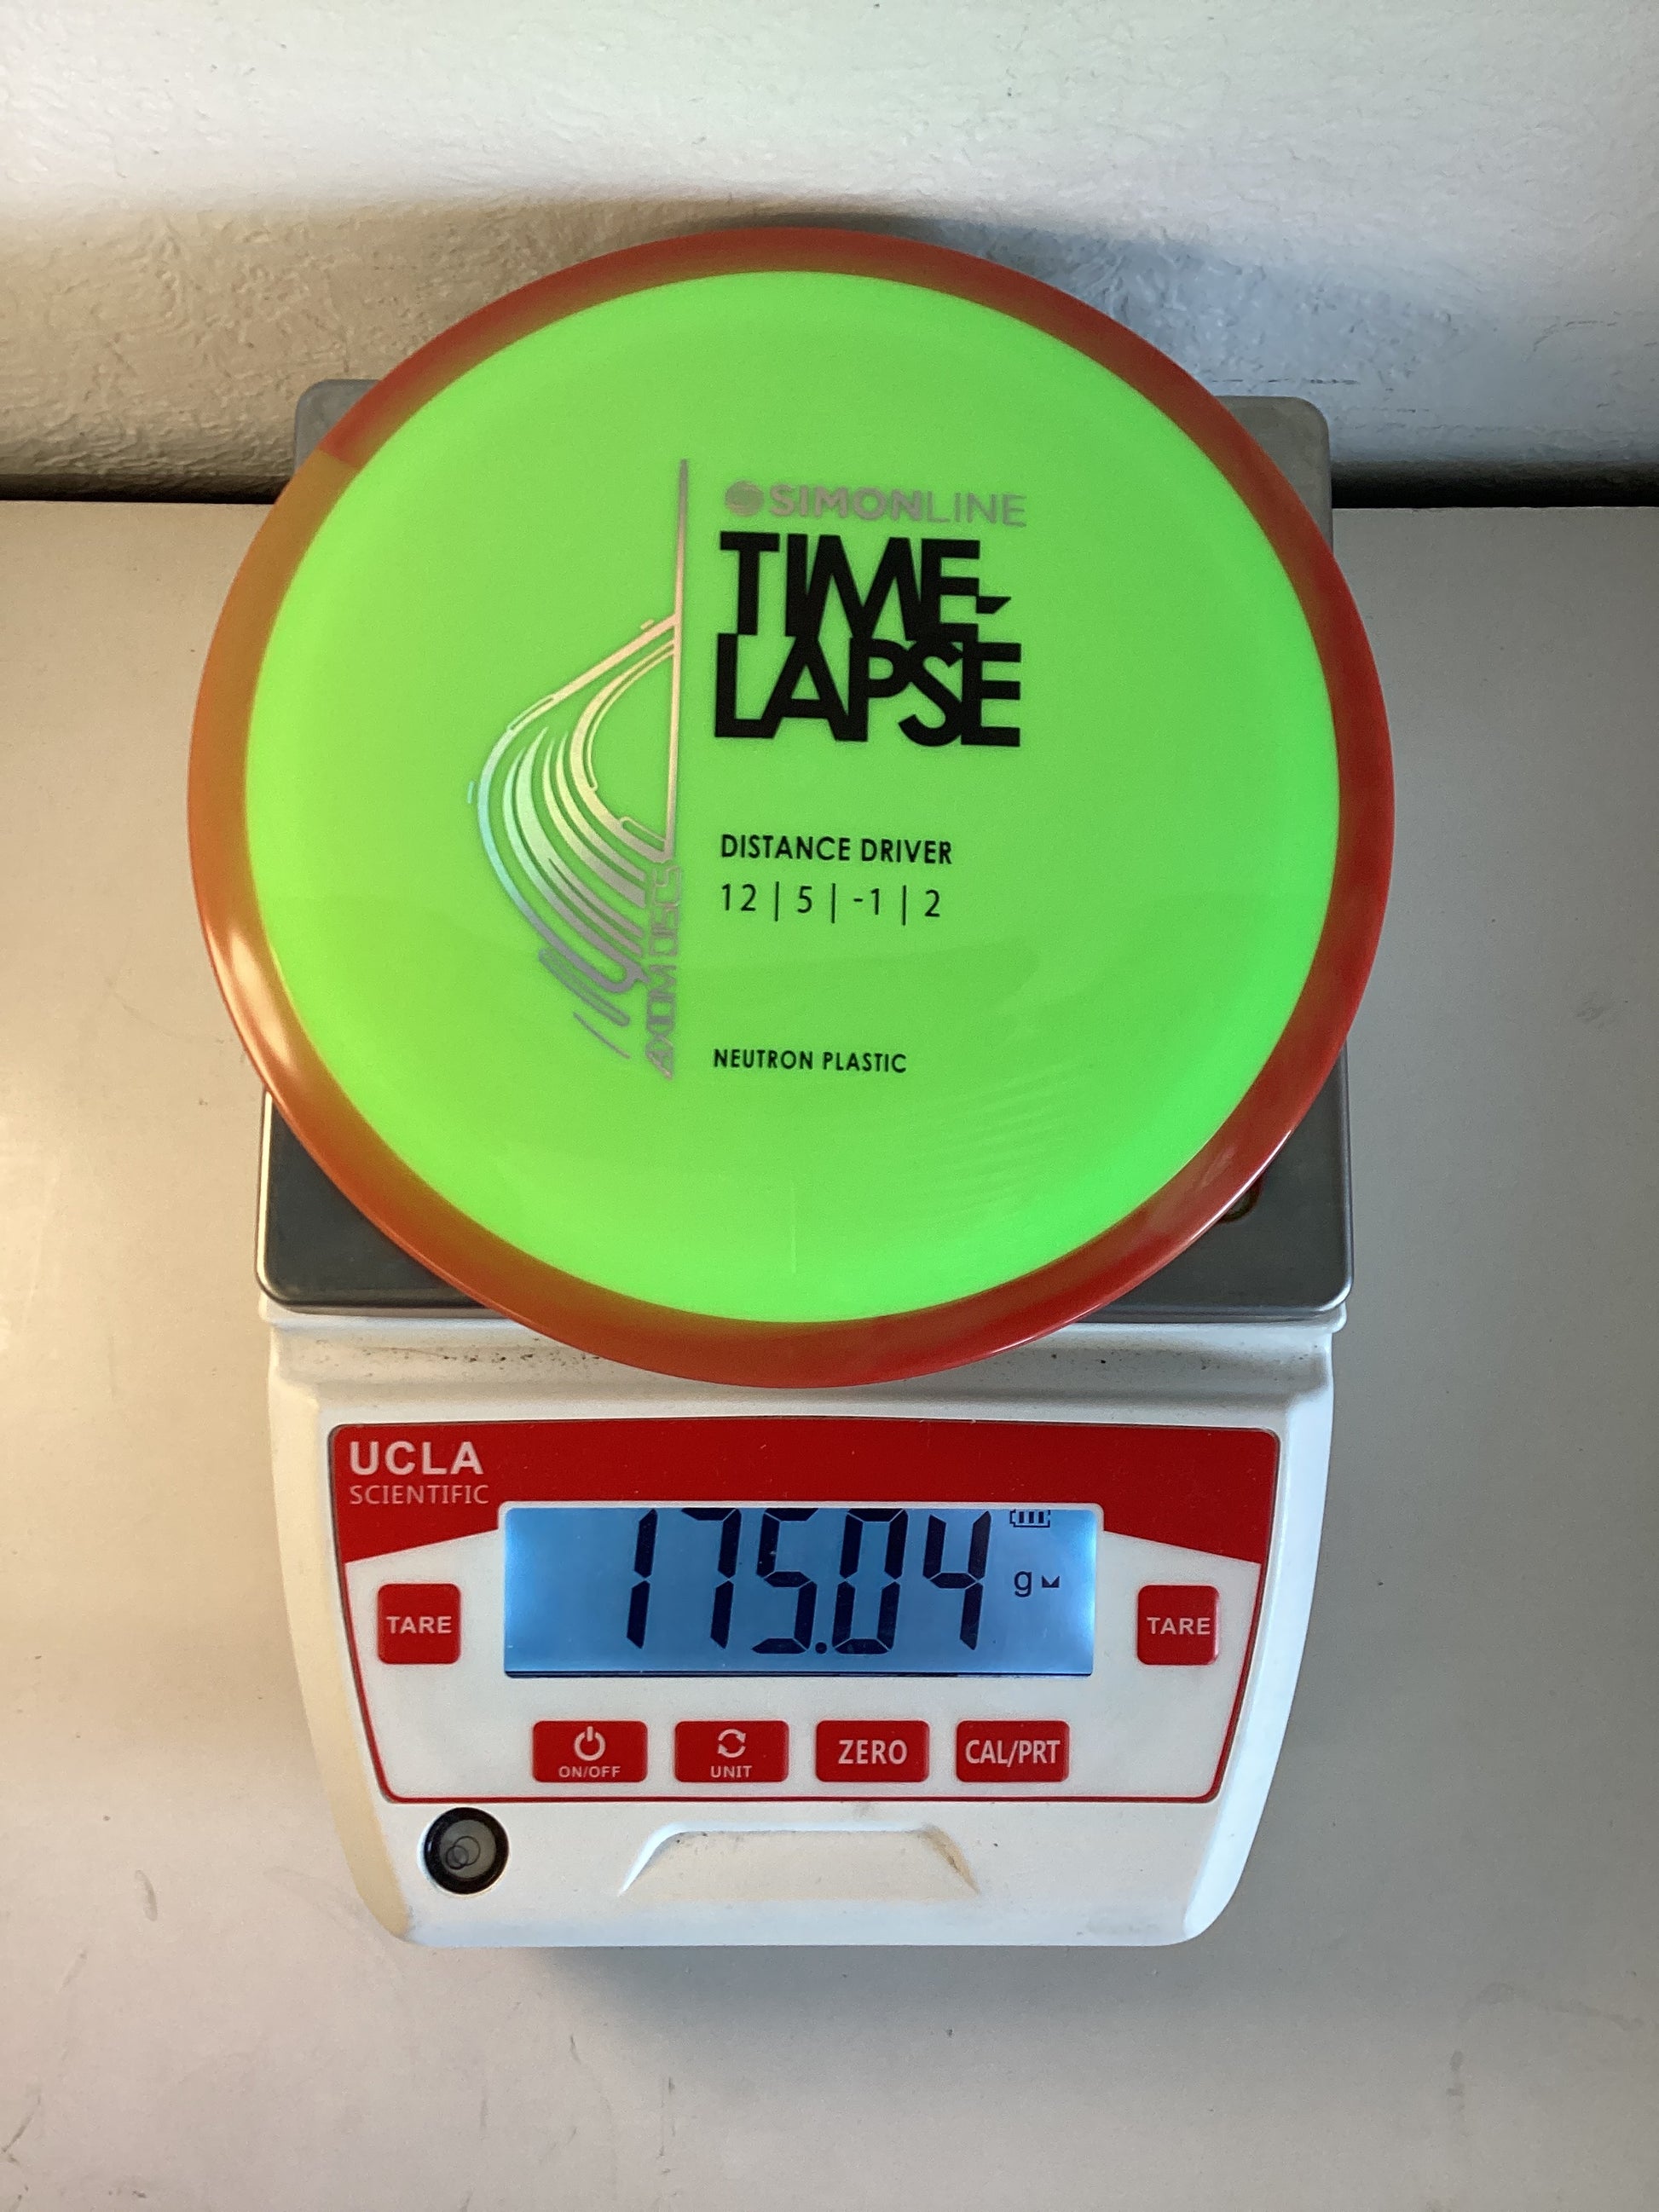 SIMONLINE
TIME-
LAPSE
DISTANCE DRIVER
12 | 5 | -1 | 2
AXIOM DISCS
NEUTRON PLASTIC
UCLA
SCIENTIFIC
175.04 g
TARE
TARE
ON/OFF
UNIT
ZERO
CAL/PRT